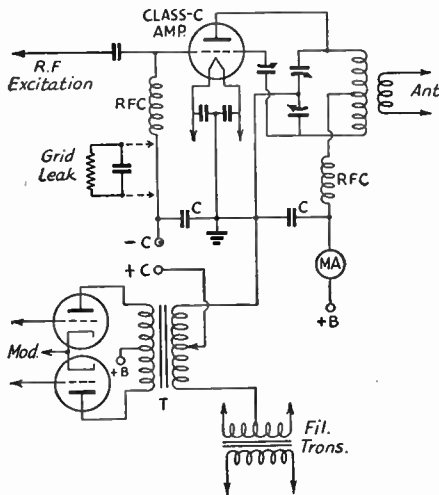 CLASS-C
AMP.
R.F
Excitation
Ant
RFC
Grid
Leak
RFC
C
C
- C
+ C
MA
+B
Mod.
+B
T
Fil.
Trans.